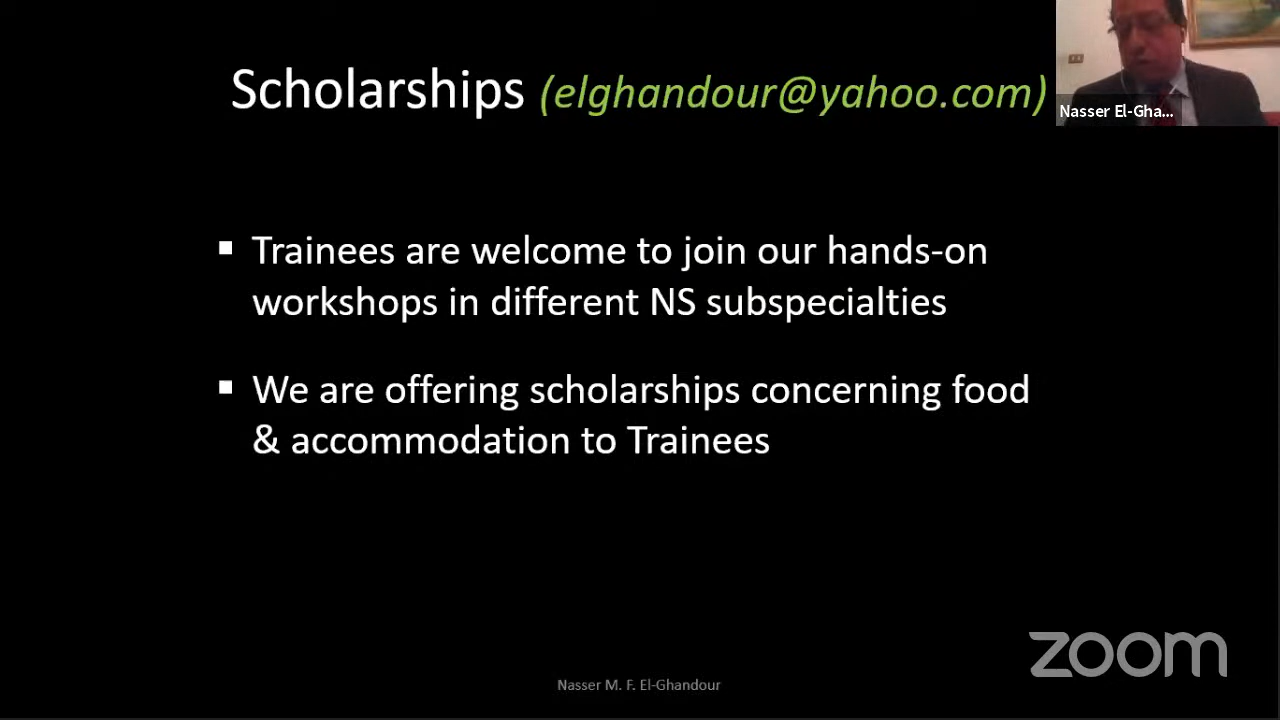 Scholarships (elghandour@yahoo.com)
Nasser El-Gha...
▪ Trainees are welcome to join our hands-on
workshops in different NS subspecialties
▪ We are offering scholarships concerning food
& accommodation to Trainees
zoom
Nasser M. F. El-Ghandour